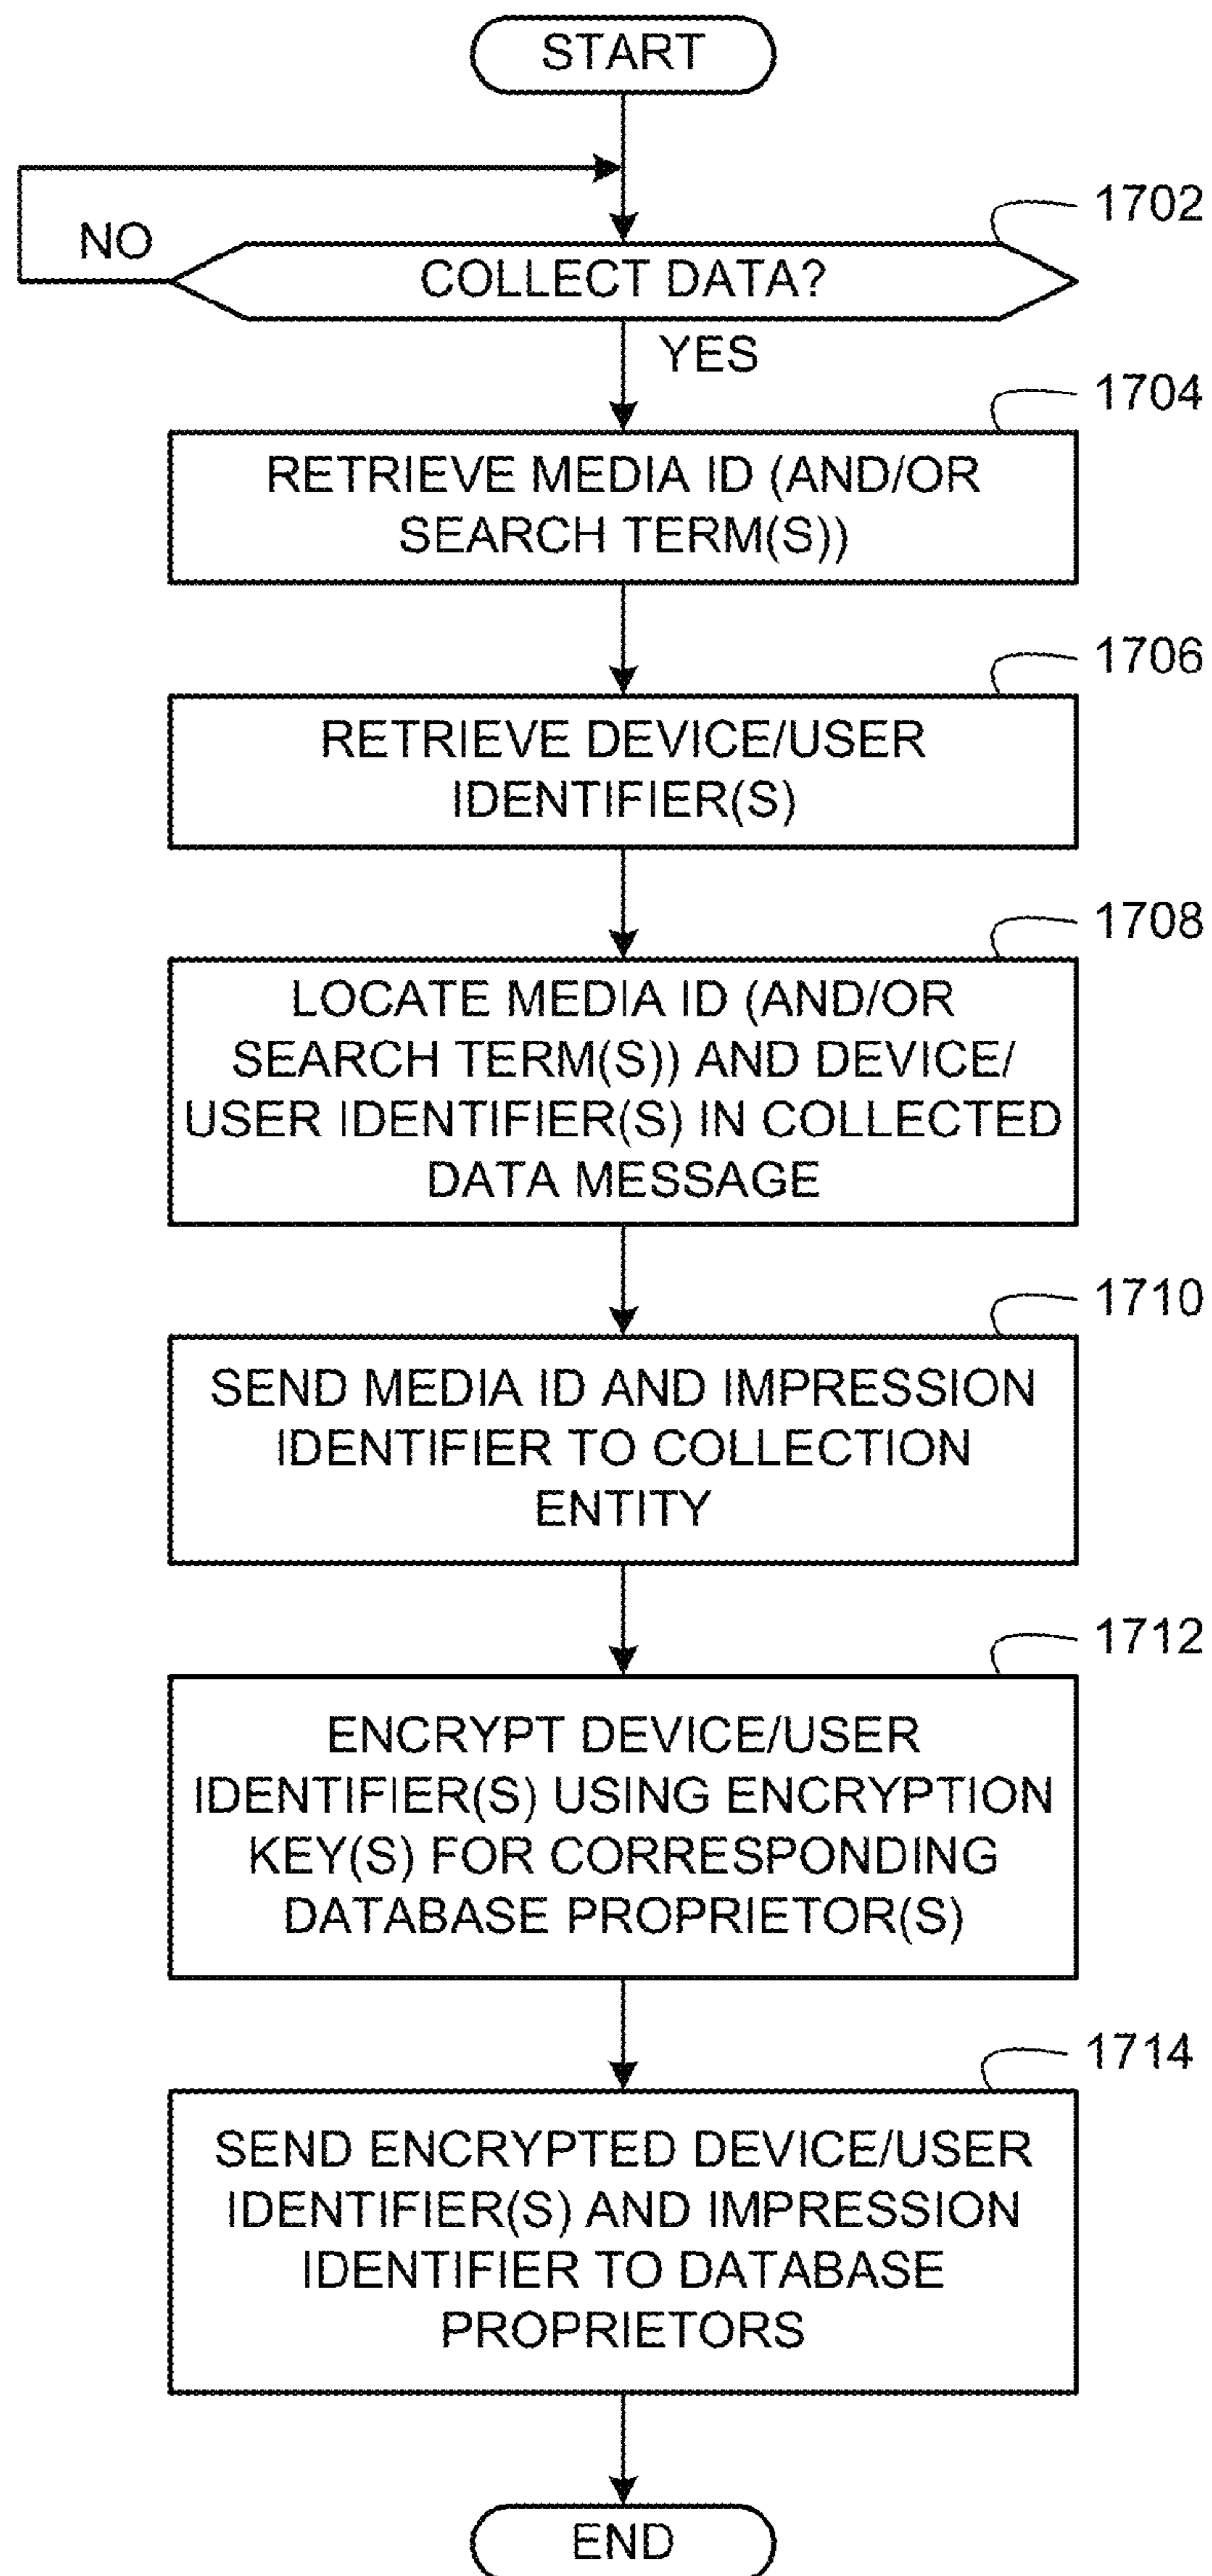 START
1702
NO
COLLECT DATA?
YES
1704
RETRIEVE MEDIA ID (AND/OR
SEARCH TERM(S))
1706
RETRIEVE DEVICE/USER
IDENTIFIER(S)
1708
LOCATE MEDIA ID (AND/OR
SEARCH TERM(S)) AND DEVICE/
USER IDENTIFIER(S) IN COLLECTED
DATA MESSAGE
1710
SEND MEDIA ID AND IMPRESSION
IDENTIFIER TO COLLECTION
ENTITY
1712
ENCRYPT DEVICE/USER
IDENTIFIER(S) USING ENCRYPTION
KEY(S) FOR CORRESPONDING
DATABASE PROPRIETOR(S)
1714
SEND ENCRYPTED DEVICE/USER
IDENTIFIER(S) AND IMPRESSION
IDENTIFIER TO DATABASE
PROPRIETORS
END